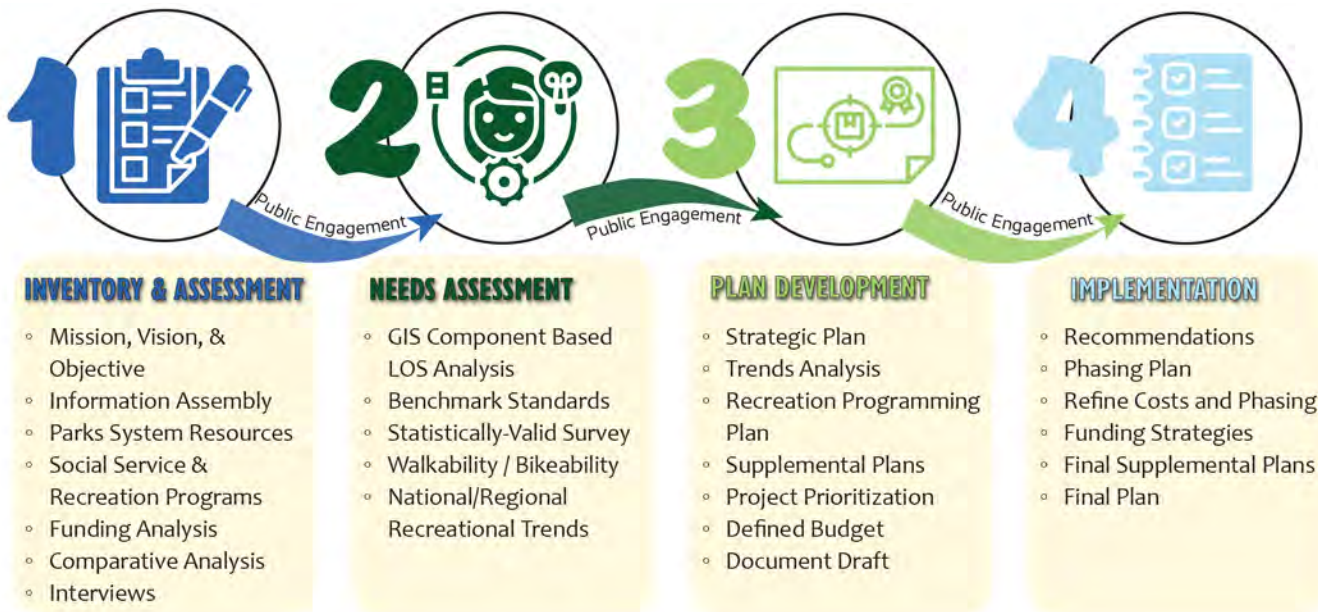 1
2
3
4
Public Engagement
Public Engagement
Public Engagement
INVENTORY & ASSESSMENT
◦ Mission, Vision, &
Objective
◦ Information Assembly
◦ Parks System Resources
◦ Social Service &
Recreation Programs
◦ Funding Analysis
◦ Comparative Analysis
◦ Interviews
NEEDS ASSESSMENT
◦ GIS Component Based
LOS Analysis
◦ Benchmark Standards
◦ Statistically-Valid Survey
◦ Walkability / Bikeability
◦ National/Regional
Recreational Trends
PLAN DEVELOPMENT
◦ Strategic Plan
◦ Trends Analysis
◦ Recreation Programming
Plan
◦ Supplemental Plans
◦ Project Prioritization
◦ Defined Budget
◦ Document Draft
IMPLEMENTATION
◦ Recommendations
◦ Phasing Plan
◦ Refine Costs and Phasing
◦ Funding Strategies
◦ Final Supplemental Plans
◦ Final Plan